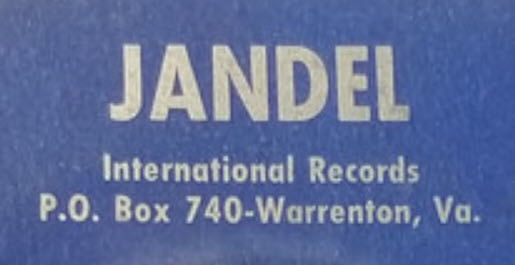 JANDEL
International Records
P.O. Box 740-Warrenton, Va.